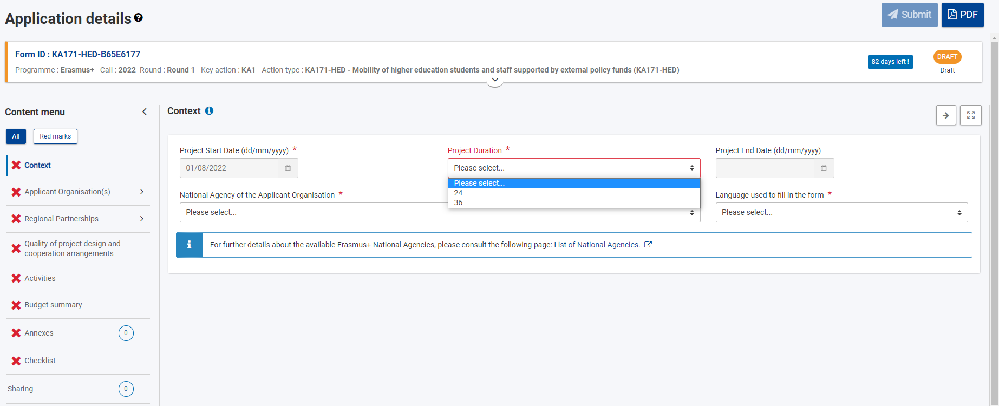 Application details
Submit
PDF
Form ID : KA171-HED-B65E6177
Programme : Erasmus+ - Call : 2022- Round : Round 1 - Key action : KA1 - Action type : KA171-HED - Mobility of higher education students and staff supported by external policy funds (KA171-HED)
82 days left !
DRAFT
Draft
Content menu
All
Red marks
Context
Applicant Organisation(s)
Regional Partnerships
Quality of project design and
cooperation arrangements
Activities
Budget summary
Annexes
0
Checklist
Sharing
0
Context
Project Start Date (dd/mm/yyyy) *
01/08/2022
Project Duration *
Please select...
Please select...
24
36
Project End Date (dd/mm/yyyy)
National Agency of the Applicant Organisation *
Please select...
Language used to fill in the form *
Please select...
For further details about the available Erasmus+ National Agencies, please consult the following page: List of National Agencies.